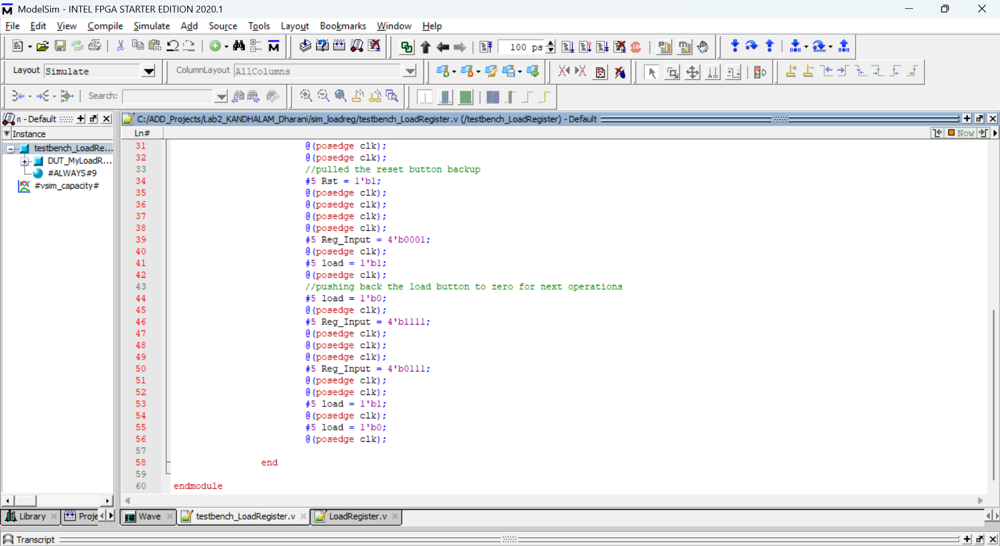 ModelSim - INTEL FPGA STARTER EDITION 2020.1
File Edit View Compile Simulate Add Source Tools Layout Bookmarks Window Help
100 ps
Layout Simulate ColumnLayout AllColumns
Search:
n - Default
C:/ADD_Projects/Lab2_KANDHALAM_Dharani/sim_loadreg/testbench_LoadRegister.v (/testbench_LoadRegister) - Default
Instance
Ln#
Now
testbench_LoadRe...
DUT_MyLoadR...
#ALWAYS#9
#vsim_capacity#
31 @(posedge clk);
32 @(posedge clk);
33 //pulled the reset button backup
34 #5 Rst = 1'b1;
35 @(posedge clk);
36 @(posedge clk);
37 @(posedge clk);
38 @(posedge clk);
39 #5 Reg_Input = 4'b0001;
40 @(posedge clk);
41 #5 load = 1'b1;
42 @(posedge clk);
43 //pushing back the load button to zero for next operations
44 #5 load = 1'b0;
45 @(posedge clk);
46 #5 Reg_Input = 4'b1111;
47 @(posedge clk);
48 @(posedge clk);
49 @(posedge clk);
50 #5 Reg_Input = 4'b0111;
51 @(posedge clk);
52 @(posedge clk);
53 #5 load = 1'b1;
54 @(posedge clk);
55 #5 load = 1'b0;
56 @(posedge clk);
57
58 end
59
60 endmodule
Library Proje Wave testbench_LoadRegister.v LoadRegister.v
Transcript